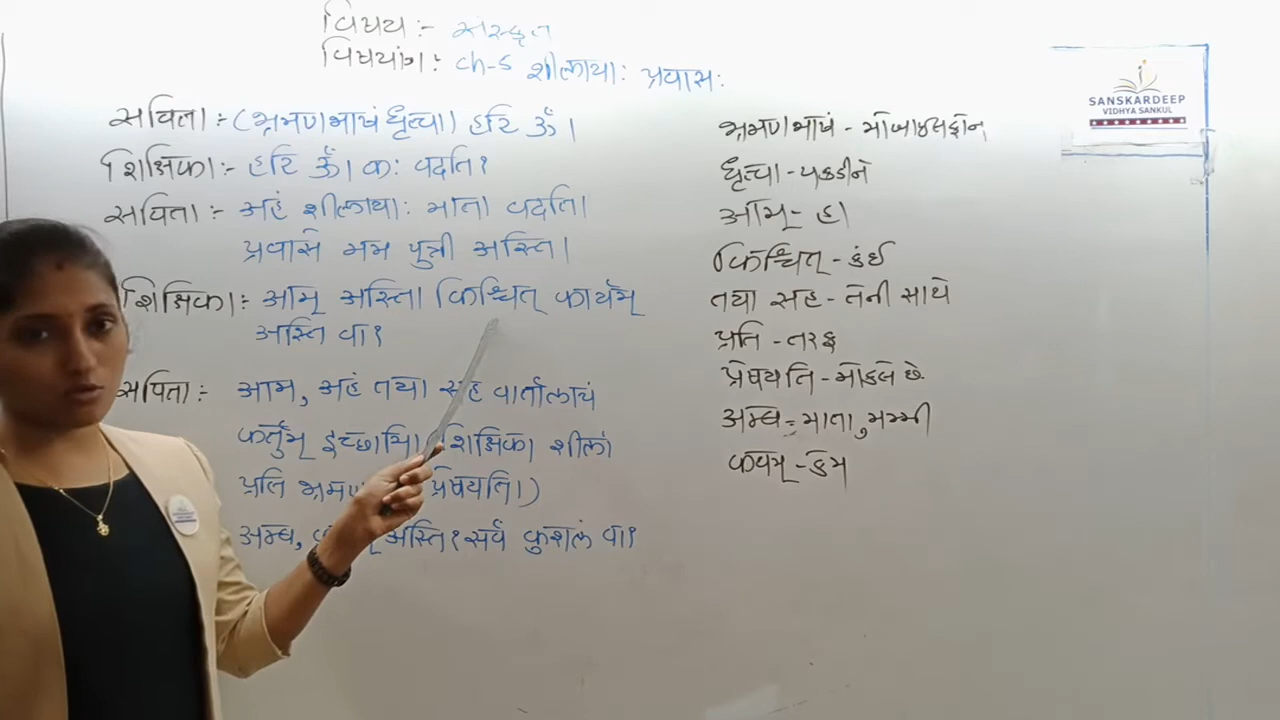 विषय :- संस्कृत
विषयांग : ch-5 शीलायाः प्रवासः
सविता :- (भ्रमणभाषं धृत्वा) हरि ॐ।
शिक्षिका :- हरि ॐ। कः वदति?
सविता :- अहं शीलायाः माता वदति।
प्रवासे मम पुत्री अस्ति।
शिक्षिका :- आम् अस्ति। किञ्चित् कार्यम्
अस्ति वा?
सविता :- आम्, अहं तया सह वार्तालापं
कर्तुम् इच्छामि। शिक्षिका शीलां
प्रति प्रेषयति।)
अम्ब, अस्ति? सर्वं कुशलं वा?
भ्रमणभाषं - મોબાઇલફોન
धृत्वा - પકડીને
आम् - હા
किञ्चित् - કંઈ
तया सह - તેની સાથે
प्रति - તરફ
प्रेषयति - મોકલે છે.
अम्ब - માતા, મમ્મી
कथम् - કેમ
SANSKARDEEP
VIDHYA SANKUL